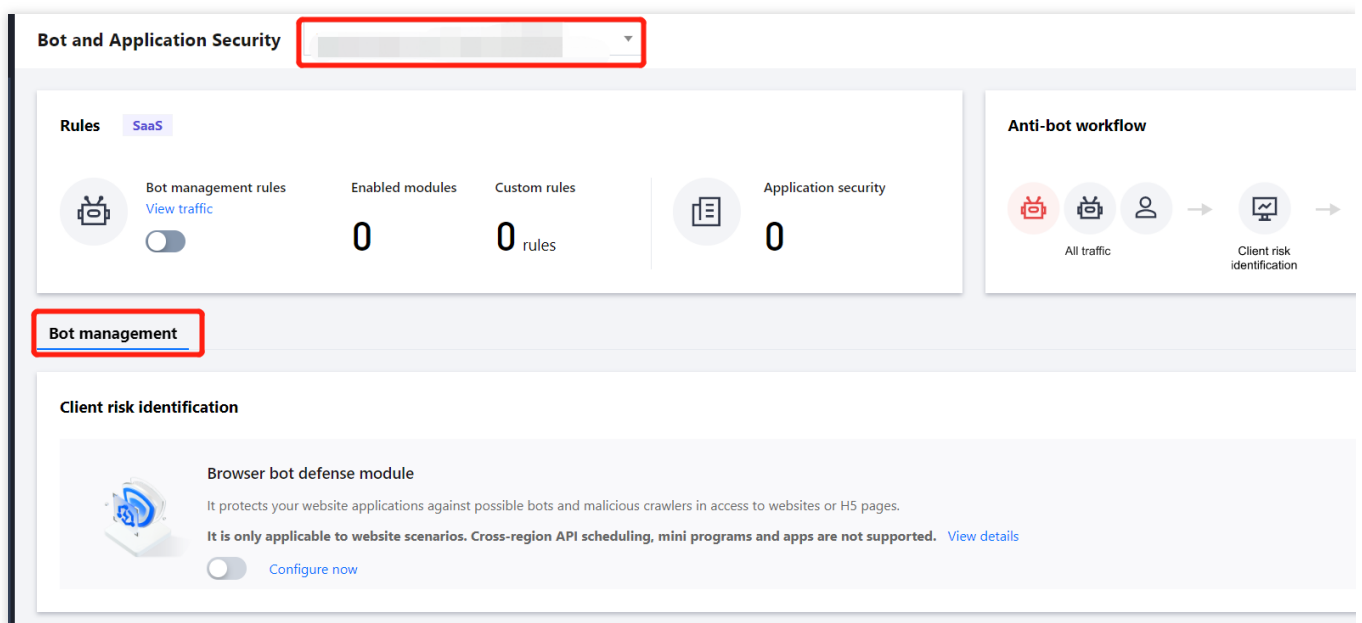 Bot and Application Security
Rules SaaS
Bot management rules
View traffic
Enabled modules
0
Custom rules
0 rules
Application security
0
Anti-bot workflow
All traffic
Client risk
identification
Bot management
Client risk identification
Browser bot defense module
It protects your website applications against possible bots and malicious crawlers in access to websites or H5 pages.
It is only applicable to website scenarios. Cross-region API scheduling, mini programs and apps are not supported. View details
Configure now